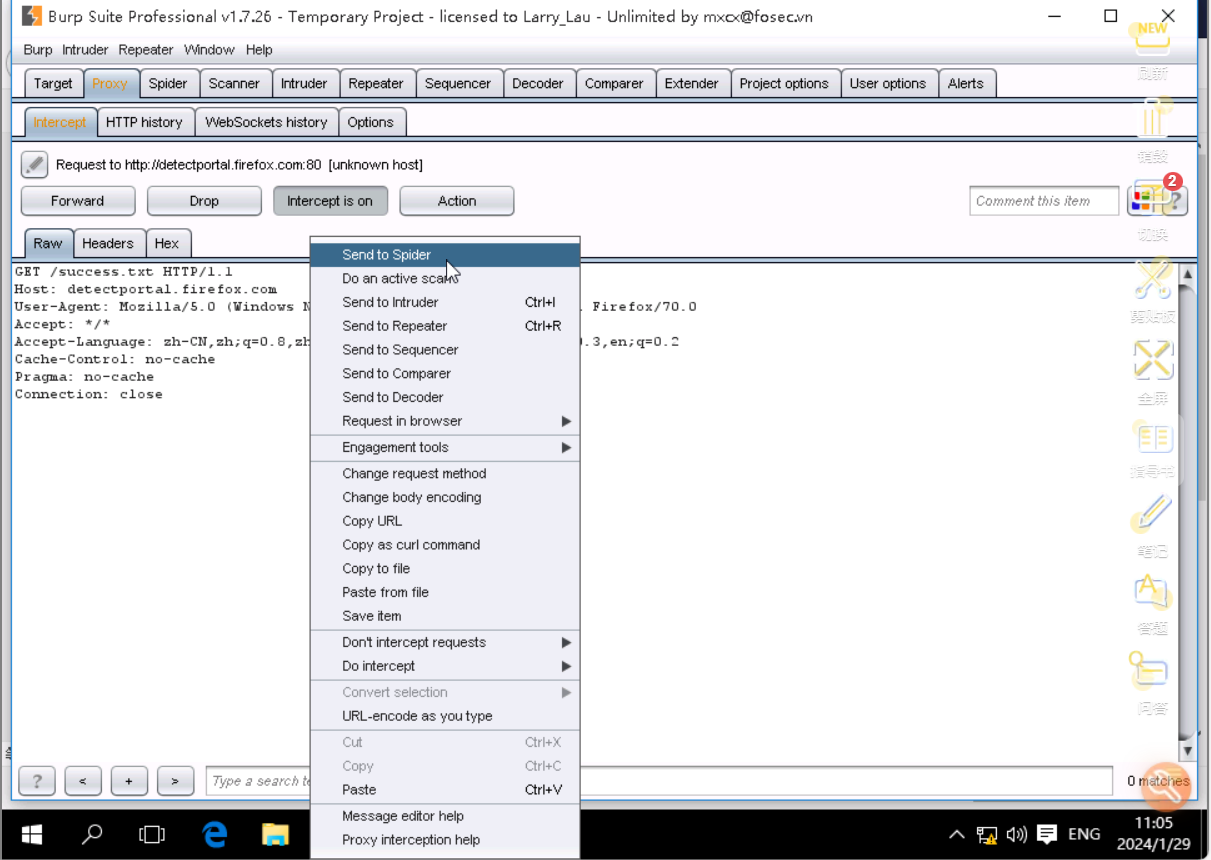 Burp Suite Professional v1.7.26 - Temporary Project - licensed to Larry_Lau - Unlimited by mxcx@fosec.vn
NEW
Burp Intruder Repeater Window Help
刷新
Target Proxy Spider Scanner Intruder Repeater Sequencer Decoder Comparer Extender Project options User options Alerts
Intercept HTTP history WebSockets history Options
销毁
Request to http://detectportal.firefox.com:80 [unknown host]
2
Forward Drop Intercept is on Action Comment this item ?
切换
Raw Headers Hex
GET /success.txt HTTP/1.1
Host: detectportal.firefox.com
User-Agent: Mozilla/5.0 (Windows N Firefox/70.0
Accept: */*
Accept-Language: zh-CN,zh;q=0.8,zh .3,en;q=0.2
Cache-Control: no-cache
Pragma: no-cache
Connection: close
Send to Spider
Do an active scan
Send to Intruder Ctrl+I
Send to Repeater Ctrl+R
Send to Sequencer
Send to Comparer
Send to Decoder
Request in browser
Engagement tools
Change request method
Change body encoding
Copy URL
Copy as curl command
Copy to file
Paste from file
Save item
Don't intercept requests
Do intercept
Convert selection
URL-encode as you type
Cut Ctrl+X
Copy Ctrl+C
Paste Ctrl+V
Message editor help
Proxy interception help
剪贴板
全屏
指导书
笔记
答题
问答
? < + > Type a search te 0 matches
ENG
11:05
2024/1/29